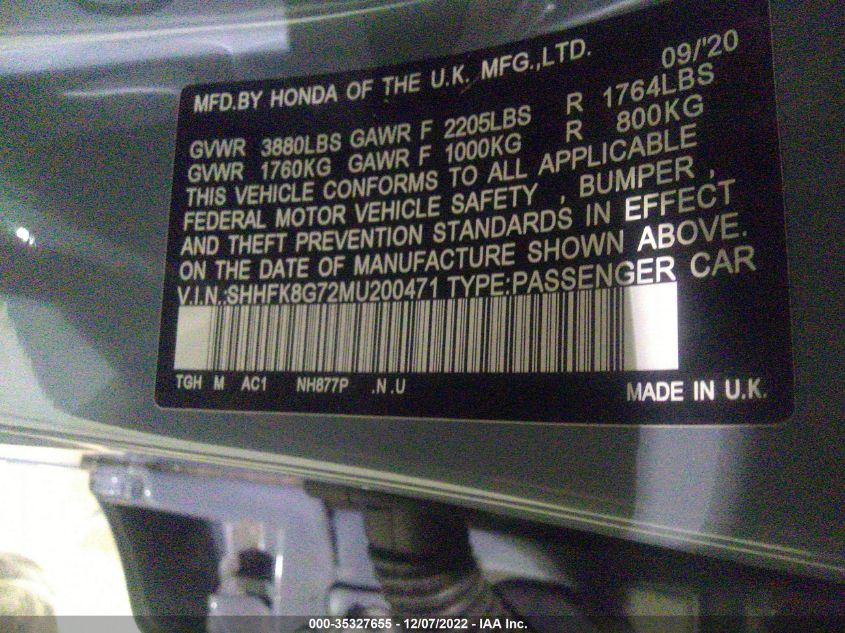 MFD.BY HONDA OF THE U.K. MFG.,LTD. 09/'20
GVWR 3880LBS GAWR F 2205LBS R 1764LBS
GVWR 1760KG GAWR F 1000KG R 800KG
THIS VEHICLE CONFORMS TO ALL APPLICABLE
FEDERAL MOTOR VEHICLE SAFETY , BUMPER ,
AND THEFT PREVENTION STANDARDS IN EFFECT
ON THE DATE OF MANUFACTURE SHOWN ABOVE.
V.I.N.:SHHFK8G72MU200471 TYPE:PASSENGER CAR
TGH M AC1 NH877P .N .U
MADE IN U.K.
000-35327655 - 12/07/2022 - IAA Inc.